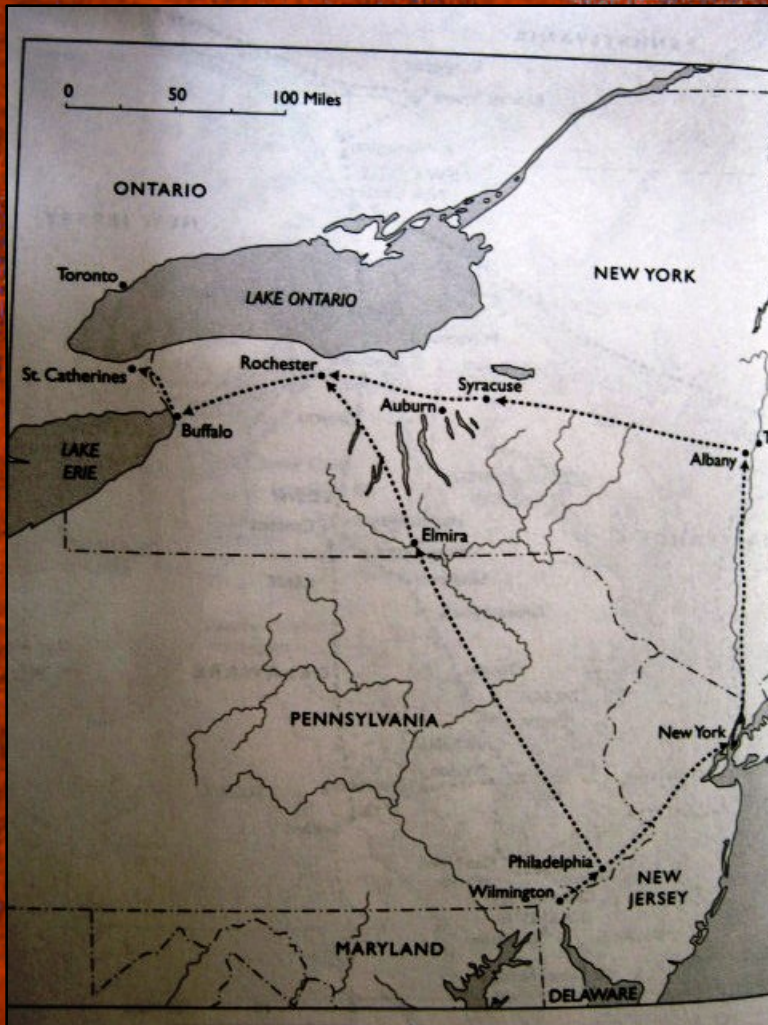 0 50 100 Miles
ONTARIO
Toronto
LAKE ONTARIO
NEW YORK
Rochester
St. Catherines
Syracuse
Auburn
Buffalo
LAKE
ERIE
Albany
Elmira
PENNSYLVANIA
New York
Philadelphia
Wilmington
NEW
JERSEY
MARYLAND
DELAWARE